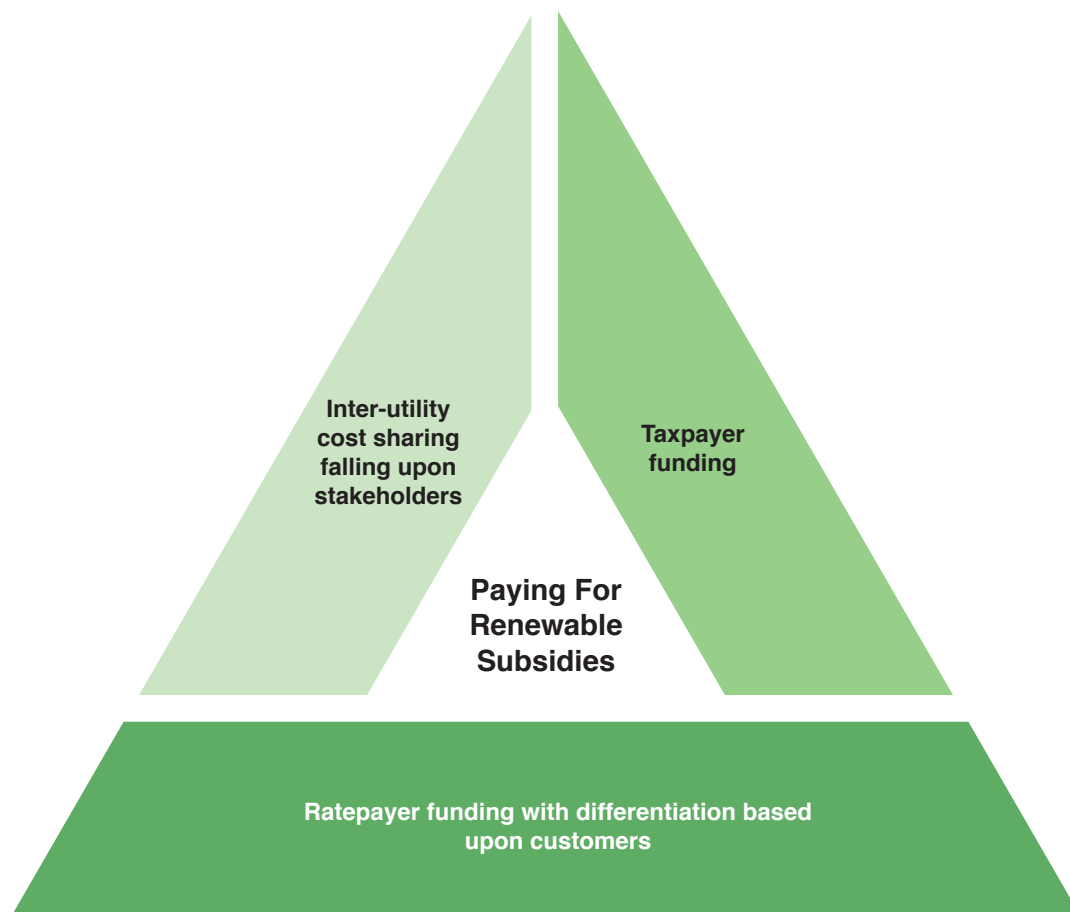 Inter-utility
cost sharing
falling upon
stakeholders
Taxpayer
funding
Paying For
Renewable
Subsidies
Ratepayer funding with differentiation based
upon customers